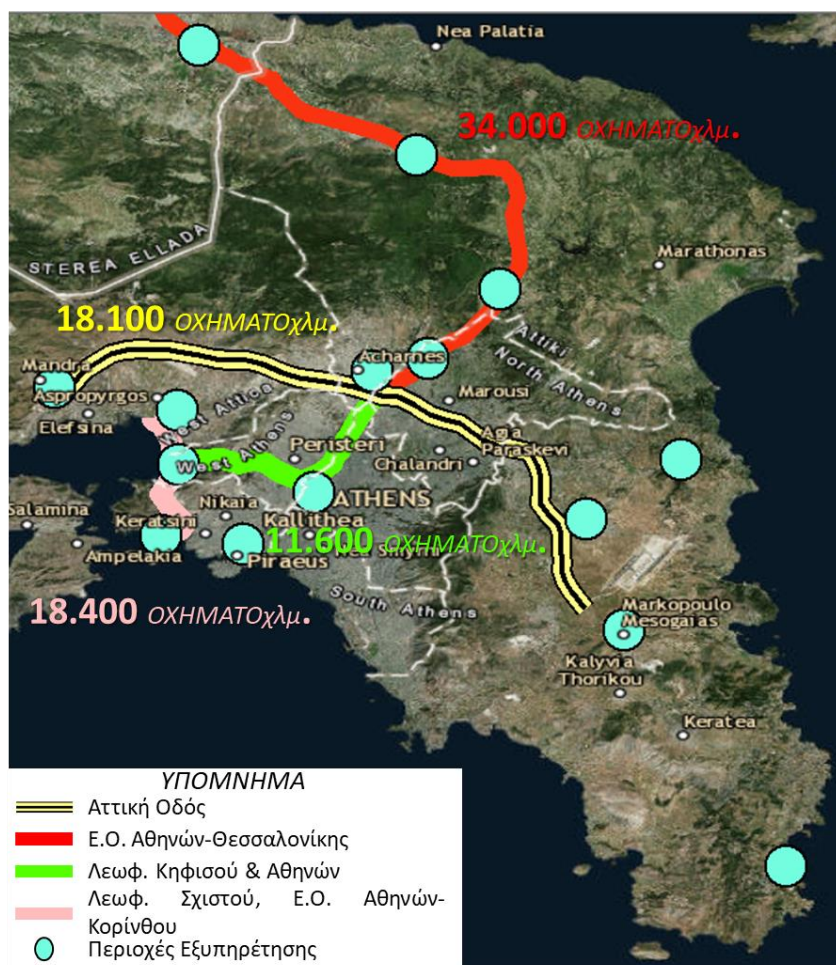 Nea Palatia
34.000 ΟΧΗΜΑΤΟχλμ.
STEREA ELLADA
Marathonas
18.100 ΟΧΗΜΑΤΟχλμ.
Attiki
North Athens
Mandra
Acharnes
Aspropyrgos
Marousi
Elefsina
West Attica
West Athens
Peristeri
Agia
Paraskevi
Chalandri
ATHENS
Salamina
Nikaia
Keratsini
Kallithea
11.600 ΟΧΗΜΑΤΟχλμ.
Ampelakia
Piraeus
Nea Smyrni
18.400 ΟΧΗΜΑΤΟχλμ.
South Athens
Markopoulo
Mesogaias
Kalyvia
Thorikou
Keratea
ΥΠΟΜΝΗΜΑ
Αττική Οδός
Ε.Ο. Αθηνών-Θεσσαλονίκης
Λεωφ. Κηφισού & Αθηνών
Λεωφ. Σχιστού, Ε.Ο. Αθηνών-
Κορίνθου
Περιοχές Εξυπηρέτησης